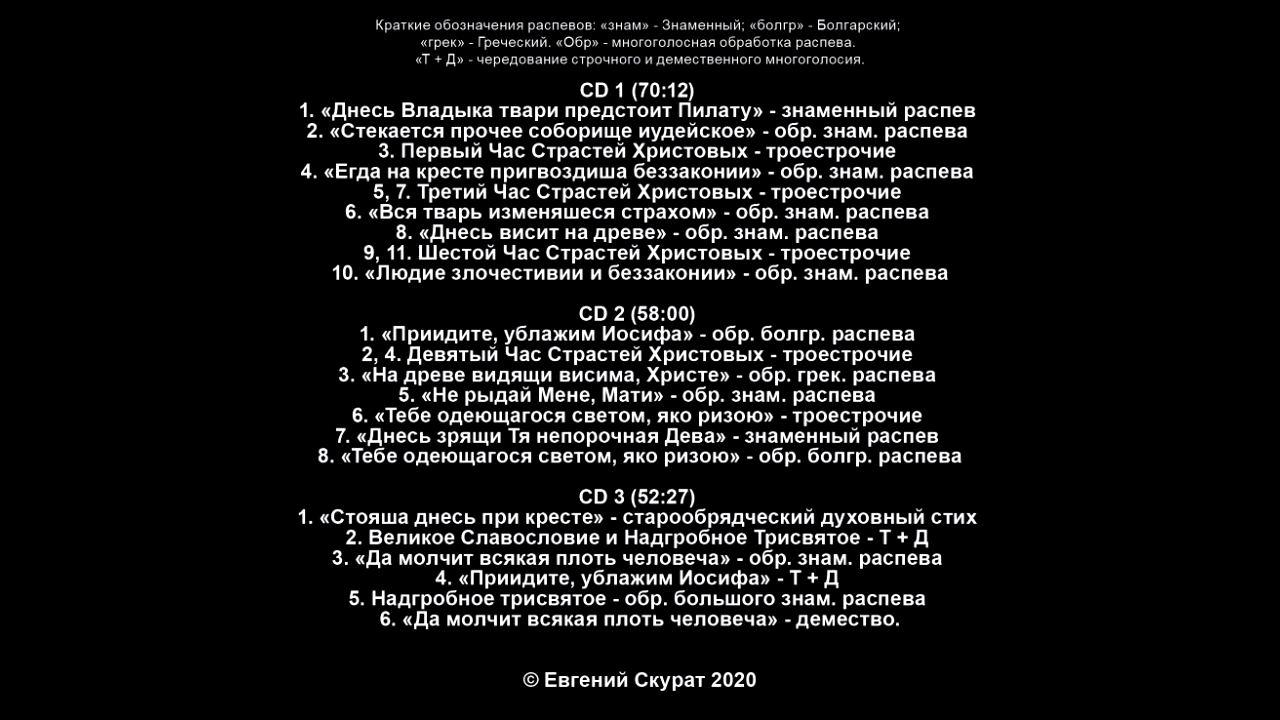 Краткие обозначения распевов: «знам» - Знаменный; «болгр» - Болгарский;
«грек» - Греческий. «Обр» - многоголосная обработка распева.
«Т + Д» - чередование строчного и демественного многоголосия.
CD 1 (70:12)
1. «Днесь Владыка твари предстоит Пилату» - знаменный распев
2. «Стекается прочее соборище иудейское» - обр. знам. распева
3. Первый Час Страстей Христовых - троестрочие
4. «Егда на кресте пригвоздиша беззаконии» - обр. знам. распева
5, 7. Третий Час Страстей Христовых - троестрочие
6. «Вся тварь изменяшеся страхом» - обр. знам. распева
8. «Днесь висит на древе» - обр. знам. распева
9, 11. Шестой Час Страстей Христовых - троестрочие
10. «Людие злочестивии и беззаконии» - обр. знам. распева
CD 2 (58:00)
1. «Приидите, ублажим Иосифа» - обр. болгр. распева
2, 4. Девятый Час Страстей Христовых - троестрочие
3. «На древе видящи висима, Христе» - обр. грек. распева
5. «Не рыдай Мене, Мати» - обр. знам. распева
6. «Тебе одеющагося светом, яко ризою» - троестрочие
7. «Днесь зрящи Тя непорочная Дева» - знаменный распев
8. «Тебе одеющагося светом, яко ризою» - обр. болгр. распева
CD 3 (52:27)
1. «Стояша днесь при кресте» - старообрядческий духовный стих
2. Великое Славословие и Надгробное Трисвятое - Т + Д
3. «Да молчит всякая плоть человеча» - обр. знам. распева
4. «Приидите, ублажим Иосифа» - Т + Д
5. Надгробное трисвятое - обр. большого знам. распева
6. «Да молчит всякая плоть человеча» - демество.
© Евгений Скурат 2020